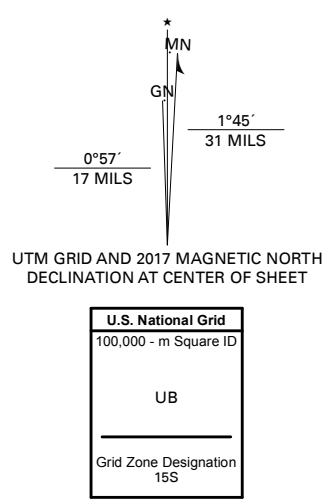 ★
MN
GN
1°45´
31 MILS
0°57´
17 MILS
UTM GRID AND 2017 MAGNETIC NORTH
DECLINATION AT CENTER OF SHEET
U.S. National Grid
100,000 - m Square ID
UB
Grid Zone Designation
15S